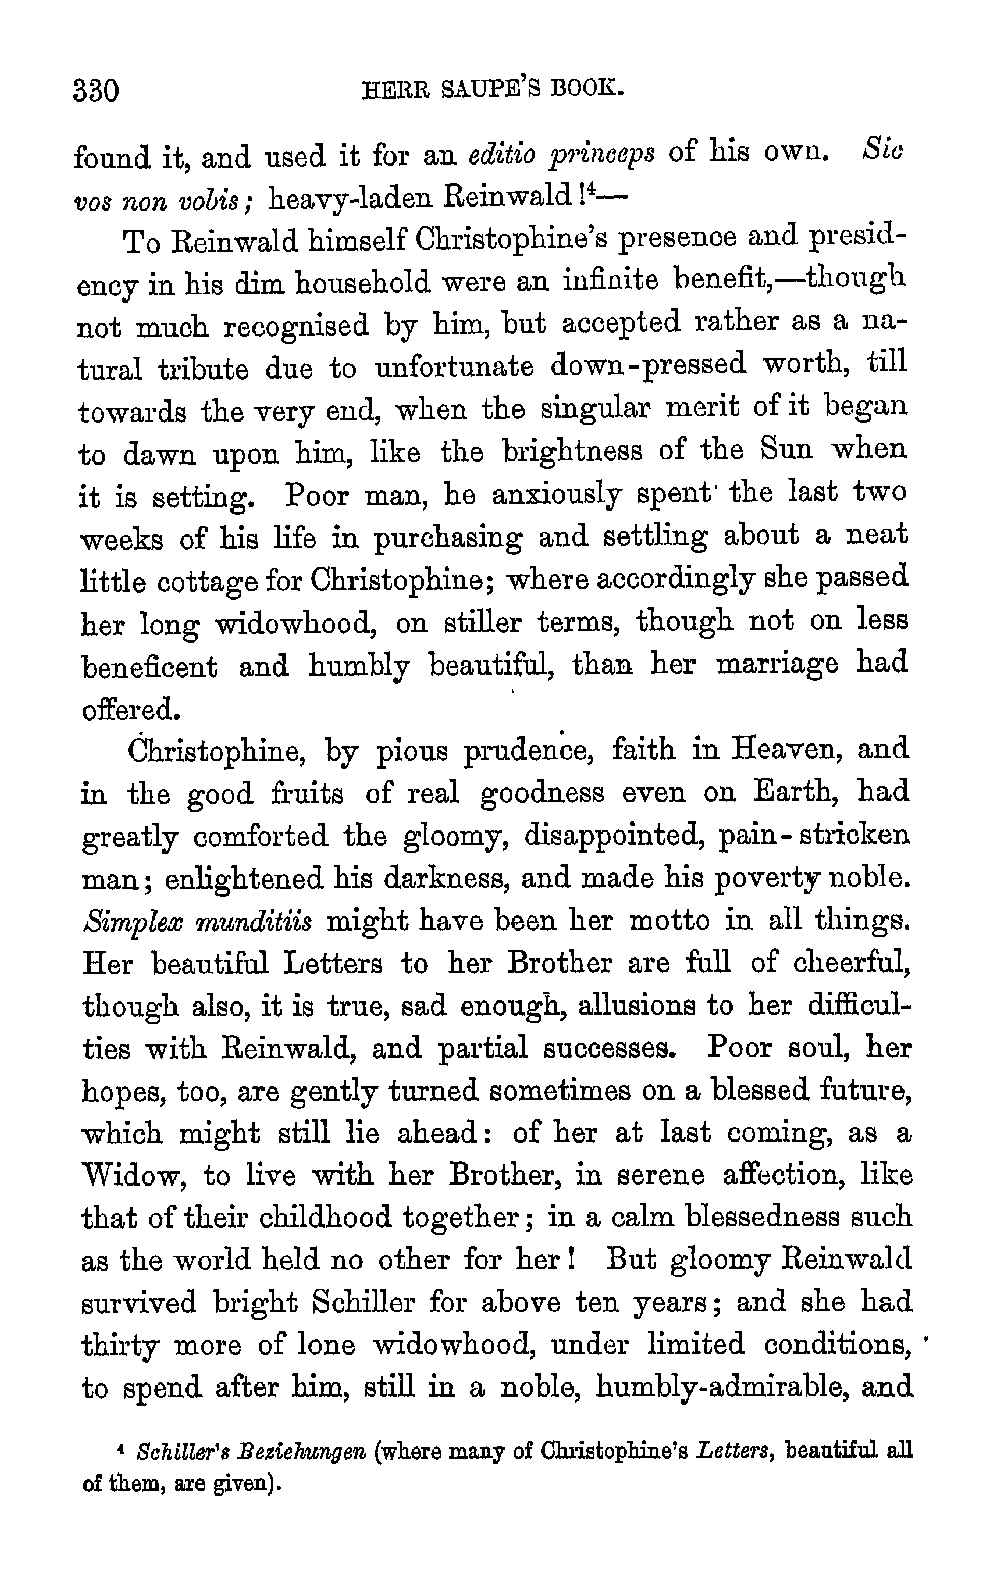 330 HERR SAUPE'S BOOK.
found it, and used it for an editio princeps of his own. Sic
vos non vobis; heavy-laden Reinwald!⁴—
To Reinwald himself Christophine's presence and presid-
ency in his dim household were an infinite benefit,—though
not much recognised by him, but accepted rather as a na-
tural tribute due to unfortunate down-pressed worth, till
towards the very end, when the singular merit of it began
to dawn upon him, like the brightness of the Sun when
it is setting. Poor man, he anxiously spent the last two
weeks of his life in purchasing and settling about a neat
little cottage for Christophine; where accordingly she passed
her long widowhood, on stiller terms, though not on less
beneficent and humbly beautiful, than her marriage had
offered.
Christophine, by pious prudence, faith in Heaven, and
in the good fruits of real goodness even on Earth, had
greatly comforted the gloomy, disappointed, pain-stricken
man; enlightened his darkness, and made his poverty noble.
Simplex munditiis might have been her motto in all things.
Her beautiful Letters to her Brother are full of cheerful,
though also, it is true, sad enough, allusions to her difficul-
ties with Reinwald, and partial successes. Poor soul, her
hopes, too, are gently turned sometimes on a blessed future,
which might still lie ahead: of her at last coming, as a
Widow, to live with her Brother, in serene affection, like
that of their childhood together; in a calm blessedness such
as the world held no other for her! But gloomy Reinwald
survived bright Schiller for above ten years; and she had
thirty more of lone widowhood, under limited conditions,
to spend after him, still in a noble, humbly-admirable, and
⁴ Schiller's Beziehungen (where many of Christophine's Letters, beautiful all
of them, are given).